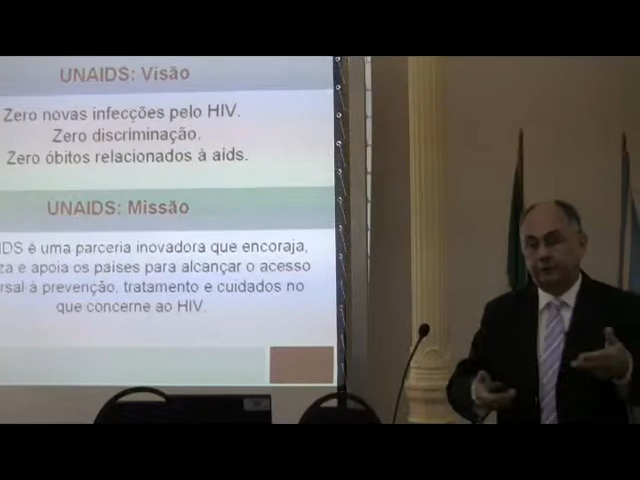 UNAIDS: Visão
Zero novas infecções pelo HIV.
Zero discriminação.
Zero óbitos relacionados à aids.
UNAIDS: Missão
é uma parceria inovadora que encoraja,
e apoia os países para alcançar o acesso
à prevenção, tratamento e cuidados no
que concerne ao HIV.